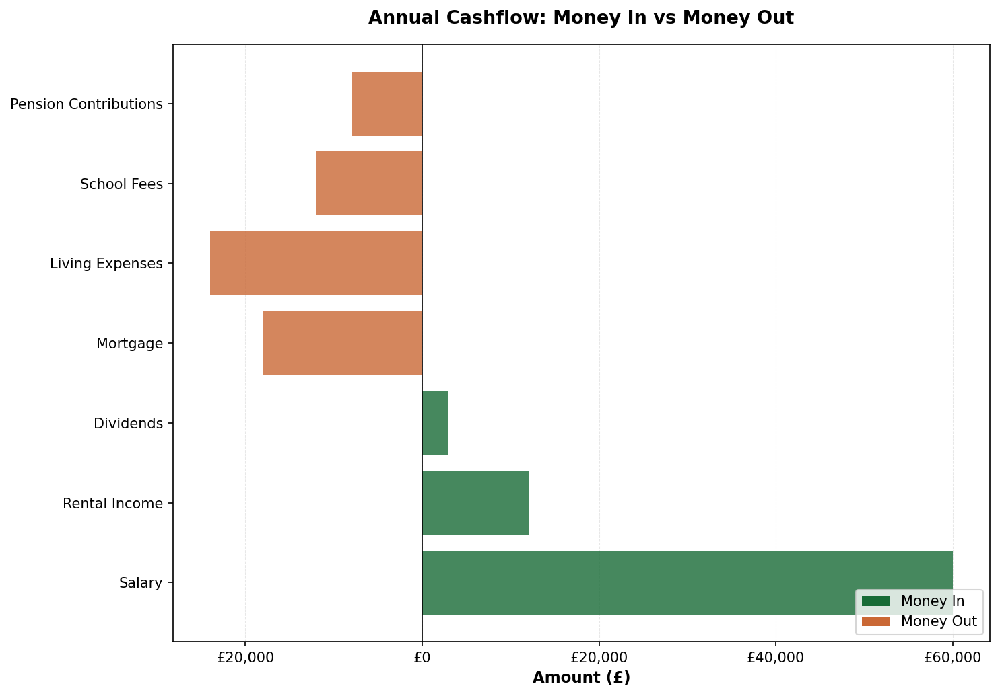 Annual Cashflow: Money In vs Money Out
Pension Contributions
School Fees
Living Expenses
Mortgage
Dividends
Rental Income
Salary
Money In
Money Out
£20,000 £0 £20,000 £40,000 £60,000
Amount (£)